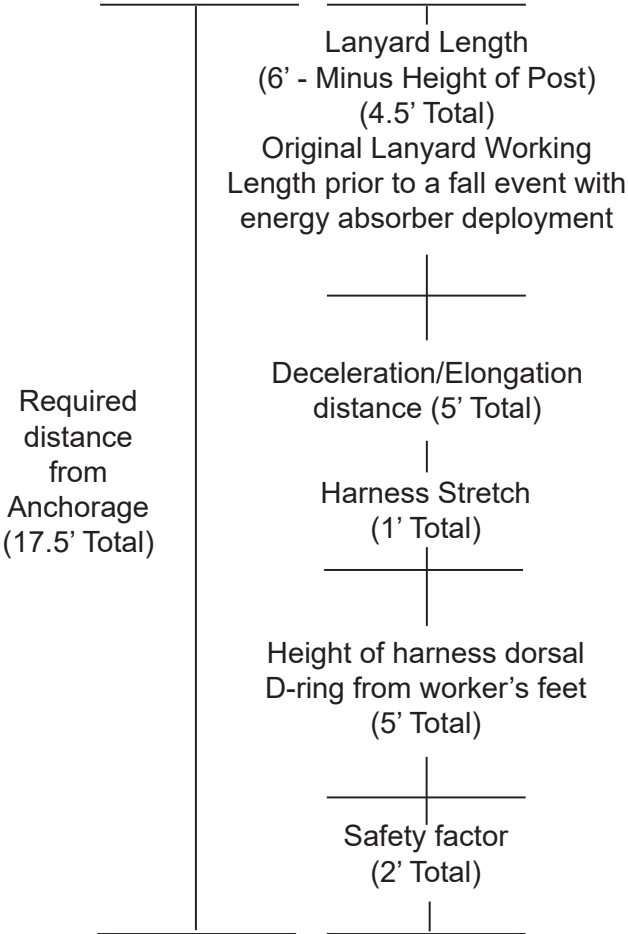 Lanyard Length
(6’ - Minus Height of Post)
(4.5’ Total)
Original Lanyard Working
Length prior to a fall event with
energy absorber deployment
Deceleration/Elongation
distance (5’ Total)
Required
distance
from
Anchorage
(17.5’ Total)
Harness Stretch
(1’ Total)
Height of harness dorsal
D-ring from worker’s feet
(5’ Total)
Safety factor
(2’ Total)